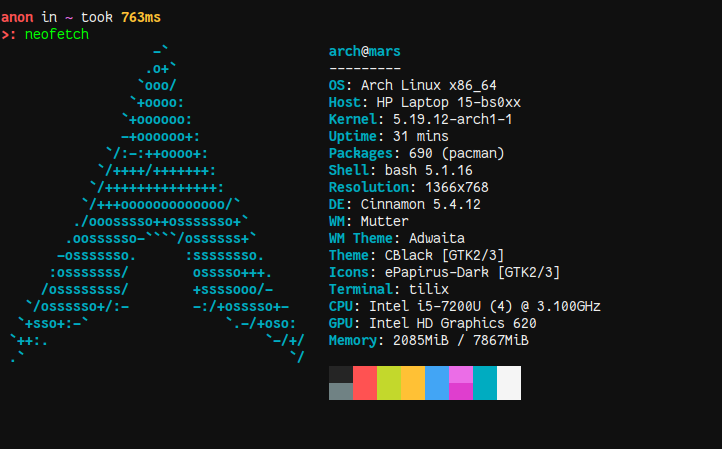 anon in ~ took 763ms
>: neofetch
                   -`
                  .o+`
                 `ooo/
                `+oooo:
               `+oooooo:
               -+oooooo+:
             `/:-:++oooo+:
            `/++++/+++++++:
           `/++++++++++++++:
          `/+++ooooooooooooo/`
         ./ooosssso++osssssso+`
        .oossssso-````/ossssss+`
       -osssssso.      :ssssssso.
      :osssssss/        osssso+++.
     /ossssssss/        +ssssooo/-
   `/ossssso+/:-        -:/+osssso+-
  `+sso+:-`                 `.-/+oso:
 `++:.                           `-/+/
 .`                                 `/
arch@mars
---------
OS: Arch Linux x86_64
Host: HP Laptop 15-bs0xx
Kernel: 5.19.12-arch1-1
Uptime: 31 mins
Packages: 690 (pacman)
Shell: bash 5.1.16
Resolution: 1366x768
DE: Cinnamon 5.4.12
WM: Mutter
WM Theme: Adwaita
Theme: CBlack [GTK2/3]
Icons: ePapirus-Dark [GTK2/3]
Terminal: tilix
CPU: Intel i5-7200U (4) @ 3.100GHz
GPU: Intel HD Graphics 620
Memory: 2085MiB / 7867MiB